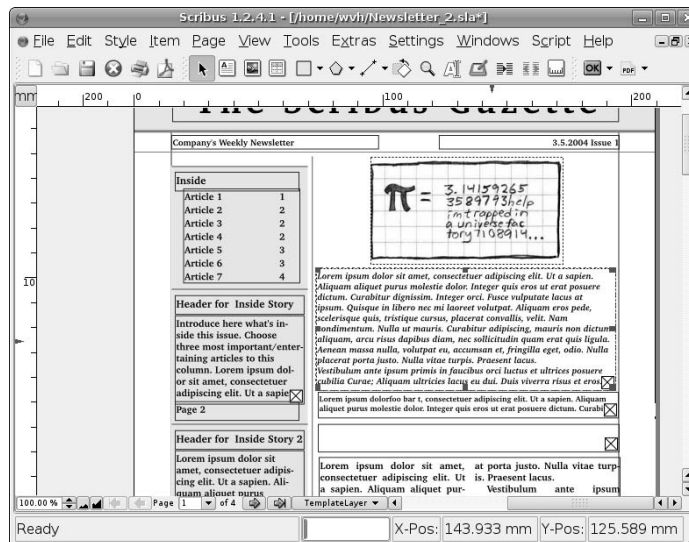 Scribus 1.2.4.1 - [/home/wvh/Newsletter_2.sla*]
File Edit Style Item Page View Tools Extras Settings Windows Script Help
OK PDF
mm 200 0 100 200
The Scribus Gazette
Company's Weekly Newsletter 3.5.2004 Issue 1
π = 3.14159265
3589793help
im trapped in
a universe fac
tory7108914...
Inside
Article 1 1
Article 2 2
Article 3 2
Article 4 2
Article 5 3
Article 6 3
Article 7 4
10
Lorem ipsum dolor sit amet, consectetuer adipiscing elit. Ut a sapien.
Aliquam aliquet purus molestie dolor. Integer quis eros ut erat posuere
dictum. Curabitur dignissim. Integer orci. Fusce vulputate lacus at
ipsum. Quisque in libero nec mi laoreet volutpat. Aliquam eros pede,
scelerisque quis, tristique cursus, placerat convallis, velit. Nam
condimentum. Nulla ut mauris. Curabitur adipiscing, mauris non dictum
aliquam, arcu risus dapibus diam, nec sollicitudin quam erat quis ligula.
Aenean massa nulla, volutpat eu, accumsan et, fringilla eget, odio. Nulla
placerat porta justo. Nulla vitae turpis. Praesent lacus.
Vestibulum ante ipsum primis in faucibus orci luctus et ultrices posuere
cubilia Curae; Aliquam ultricies lacus eu dui. Duis viverra risus et eros.
Header for Inside Story
Introduce here what's in-
side this issue. Choose
three most important/enter-
taining articles to this
column. Lorem ipsum dol-
or sit amet, consectetuer
adipiscing elit. Ut a sapie
Page 2
Lorem ipsum dolorfoo bar t, consectetuer adipiscing elit. Ut a sapien. Aliquam
aliquet purus molestie dolor. Integer quis eros ut erat posuere dictum. Curabi
Header for Inside Story 2
Lorem ipsum dolor sit
amet, consectetuer adipis-
cing elit. Ut a sapien. Ali-
quam aliquet purus
Lorem ipsum dolor sit amet,
consectetuer adipiscing elit. Ut
a sapien. Aliquam aliquet pur-
at porta justo. Nulla vitae turp-
is. Praesent lacus.
Vestibulum ante ipsum
100.00 % Page 1 of 4 TemplateLayer
Ready X-Pos: 143.933 mm Y-Pos: 125.589 mm